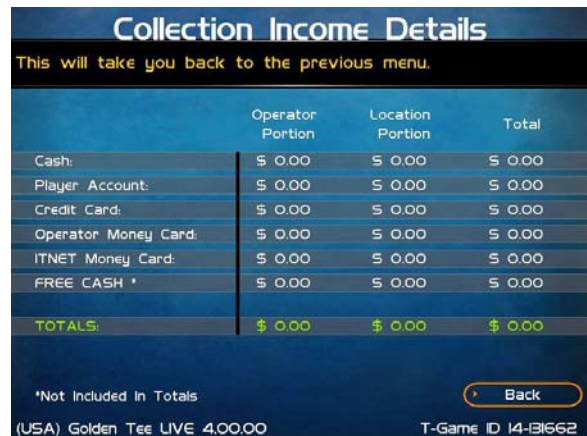 Collection Income Details
This will take you back to the previous menu.
Operator Portion Location Portion Total
Cash: $ 0.00 $ 0.00 $ 0.00
Player Account: $ 0.00 $ 0.00 $ 0.00
Credit Card: $ 0.00 $ 0.00 $ 0.00
Operator Money Card: $ 0.00 $ 0.00 $ 0.00
ITNET Money Card: $ 0.00 $ 0.00 $ 0.00
FREE CASH * $ 0.00 $ 0.00 $ 0.00
TOTALS: $ 0.00 $ 0.00 $ 0.00
*Not Included In Totals
Back
(USA) Golden Tee LIVE 4.00.00 T-Game ID 14-131662